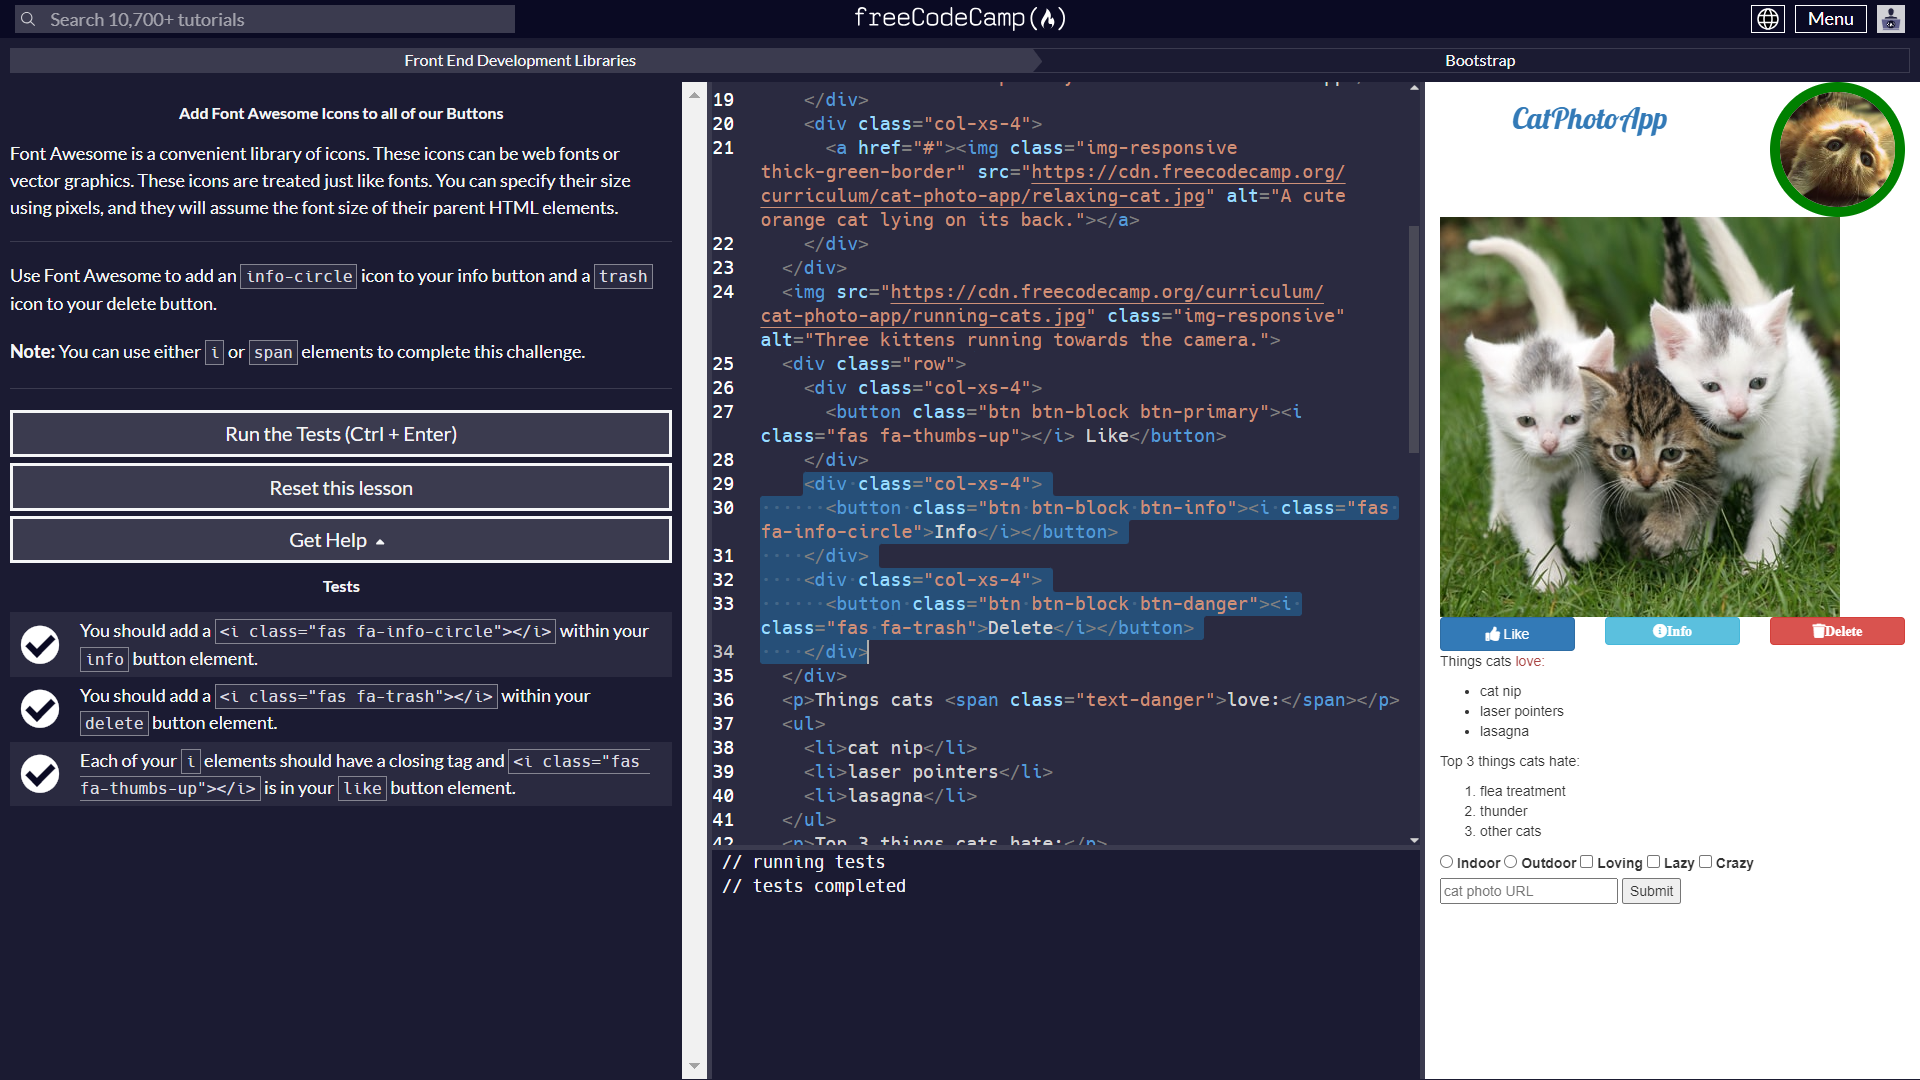 Search 10,700+ tutorials
freeCodeCamp
Menu
Front End Development Libraries
Bootstrap
Add Font Awesome Icons to all of our Buttons
Font Awesome is a convenient library of icons. These icons can be web fonts or
vector graphics. These icons are treated just like fonts. You can specify their size
using pixels, and they will assume the font size of their parent HTML elements.
Use Font Awesome to add an info-circle icon to your info button and a trash
icon to your delete button.
Note: You can use either i or span elements to complete this challenge.
Run the Tests (Ctrl + Enter)
Reset this lesson
Get Help
Tests
You should add a <i class="fas fa-info-circle"></i> within your
info button element.
You should add a <i class="fas fa-trash"></i> within your
delete button element.
Each of your i elements should have a closing tag and <i class="fas
fa-thumbs-up"></i> is in your like button element.
19 </div>
20 <div class="col-xs-4">
21 <a href="#"><img class="img-responsive
thick-green-border" src="https://cdn.freecodecamp.org/
curriculum/cat-photo-app/relaxing-cat.jpg" alt="A cute
orange cat lying on its back."></a>
22 </div>
23 </div>
24 <img src="https://cdn.freecodecamp.org/curriculum/
cat-photo-app/running-cats.jpg" class="img-responsive"
alt="Three kittens running towards the camera.">
25 <div class="row">
26 <div class="col-xs-4">
27 <button class="btn btn-block btn-primary"><i
class="fas fa-thumbs-up"></i> Like</button>
28 </div>
29 <div class="col-xs-4">
30 <button class="btn btn-block btn-info"><i class="fas
fa-info-circle">Info</i></button>
31 </div>
32 <div class="col-xs-4">
33 <button class="btn btn-block btn-danger"><i
class="fas fa-trash">Delete</i></button>
34 </div>
35 </div>
36 <p>Things cats <span class="text-danger">love:</span></p>
37 <ul>
38 <li>cat nip</li>
39 <li>laser pointers</li>
40 <li>lasagna</li>
41 </ul>
42 <p>Top 3 things cats hate:</p>
// running tests
// tests completed
CatPhotoApp
Like
Info
Delete
Things cats love:
• cat nip
• laser pointers
• lasagna
Top 3 things cats hate:
1. flea treatment
2. thunder
3. other cats
Indoor Outdoor Loving Lazy Crazy
cat photo URL
Submit